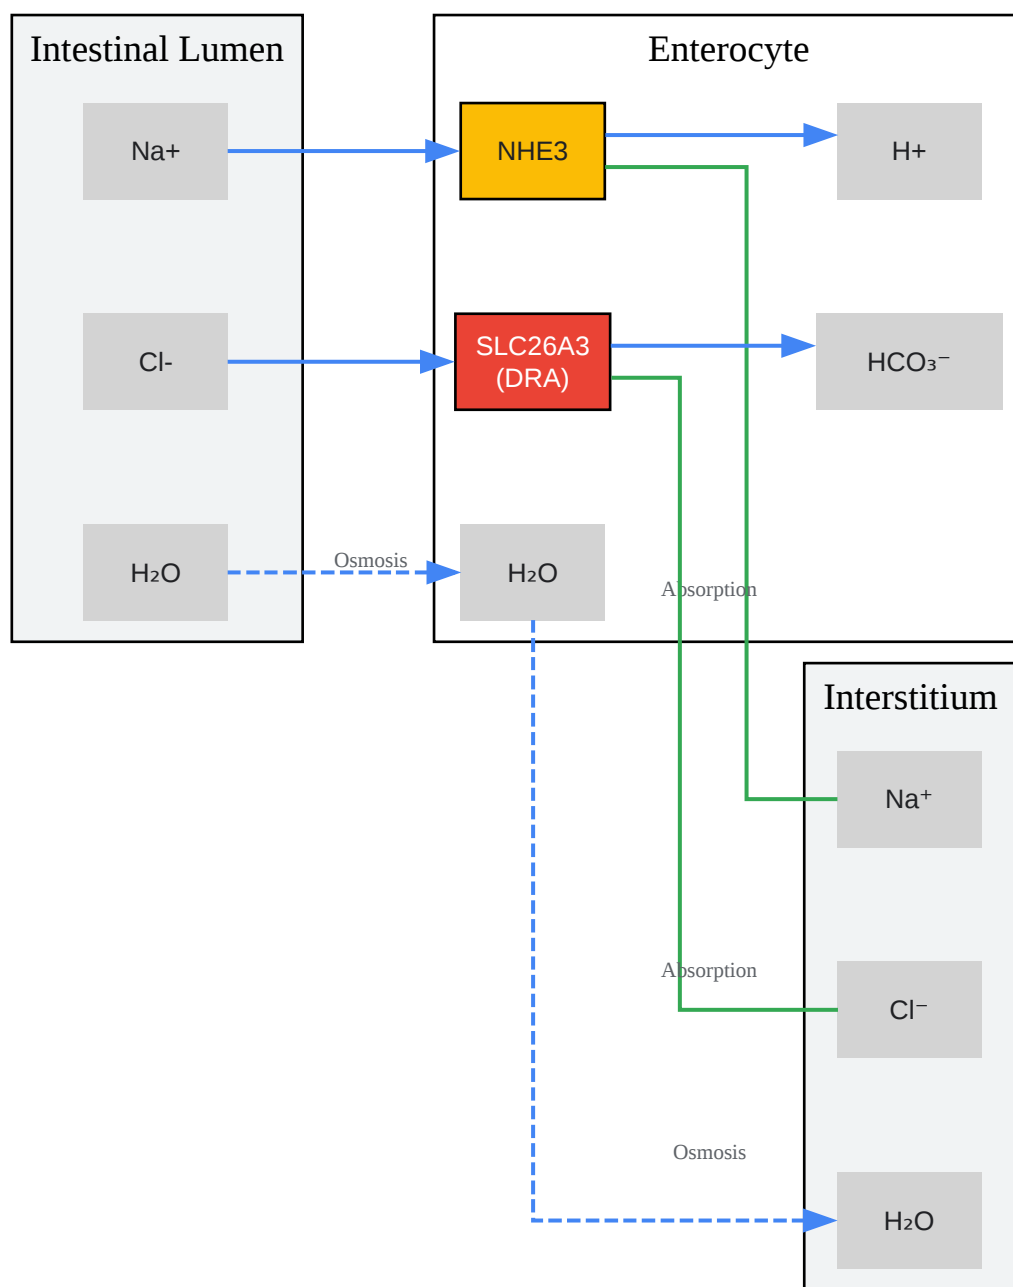 Intestinal Lumen
Enterocyte
Na+
NHE3
H+
Cl-
SLC26A3
(DRA)
HCO₃⁻
H₂O
Osmosis
H₂O
Absorption
Interstitium
Na⁺
Absorption
Cl⁻
Osmosis
H₂O